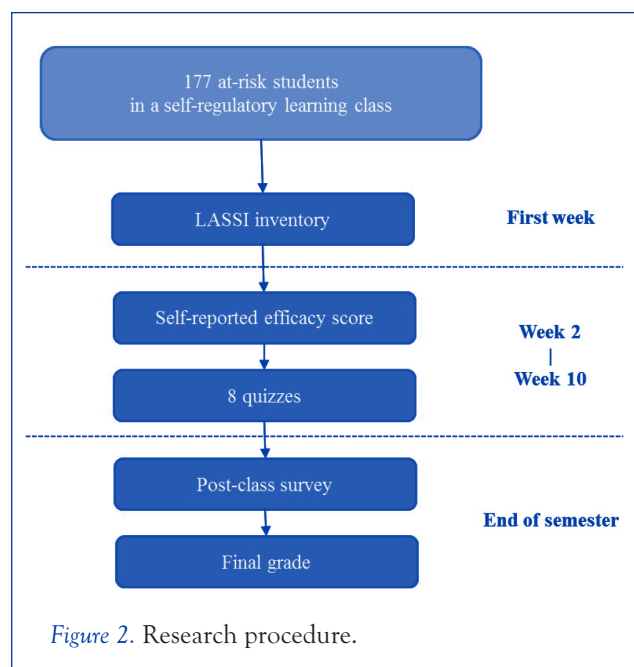 177 at-risk students
in a self-regulatory learning class
LASSI inventory
First week
Self-reported efficacy score
Week 2
|
Week 10
8 quizzes
Post-class survey
End of semester
Final grade
Figure 2. Research procedure.